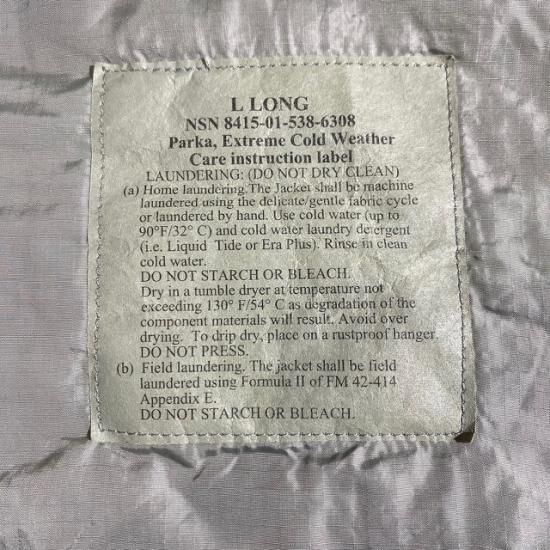 L LONG
NSN 8415-01-538-6308
Parka, Extreme Cold Weather
Care instruction label
LAUNDERING: (DO NOT DRY CLEAN)
(a) Home laundering.The Jacket shall be machine
laundered using the delicate/gentle fabric cycle
or laundered by hand. Use cold water (up to
90°F/32° C) and cold water laundry detergent
(i.e. Liquid Tide or Era Plus). Rinse in clean
cold water.
DO NOT STARCH OR BLEACH.
Dry in a tumble dryer at temperature not
exceeding 130° F/54° C as degradation of the
component materials will result. Avoid over
drying. To drip dry, place on a rustproof hanger.
DO NOT PRESS.
(b) Field laundering. The jacket shall be field
laundered using Formula II of FM 42-414
Appendix E.
DO NOT STARCH OR BLEACH.